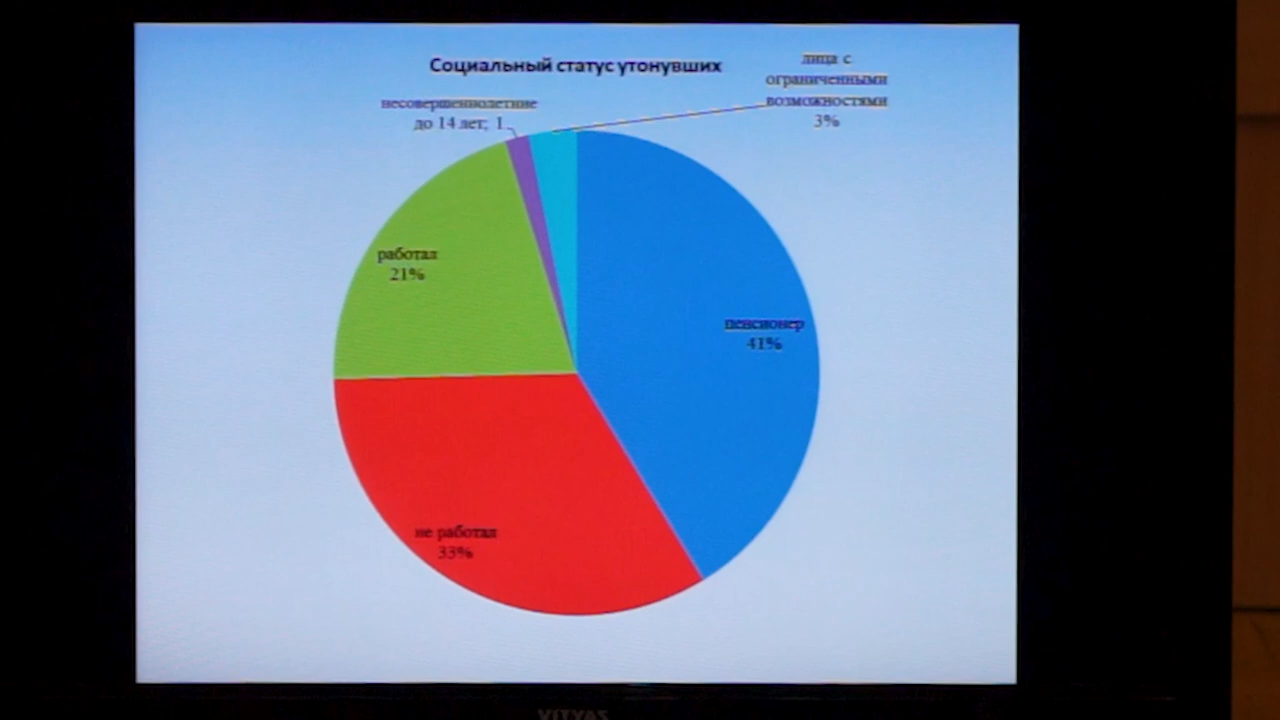 Социальный статус утонувших
лица с
ограниченными
возможностями
3%
несовершеннолетние
до 14 лет; 1
работал
21%
пенсионер
41%
не работал
33%